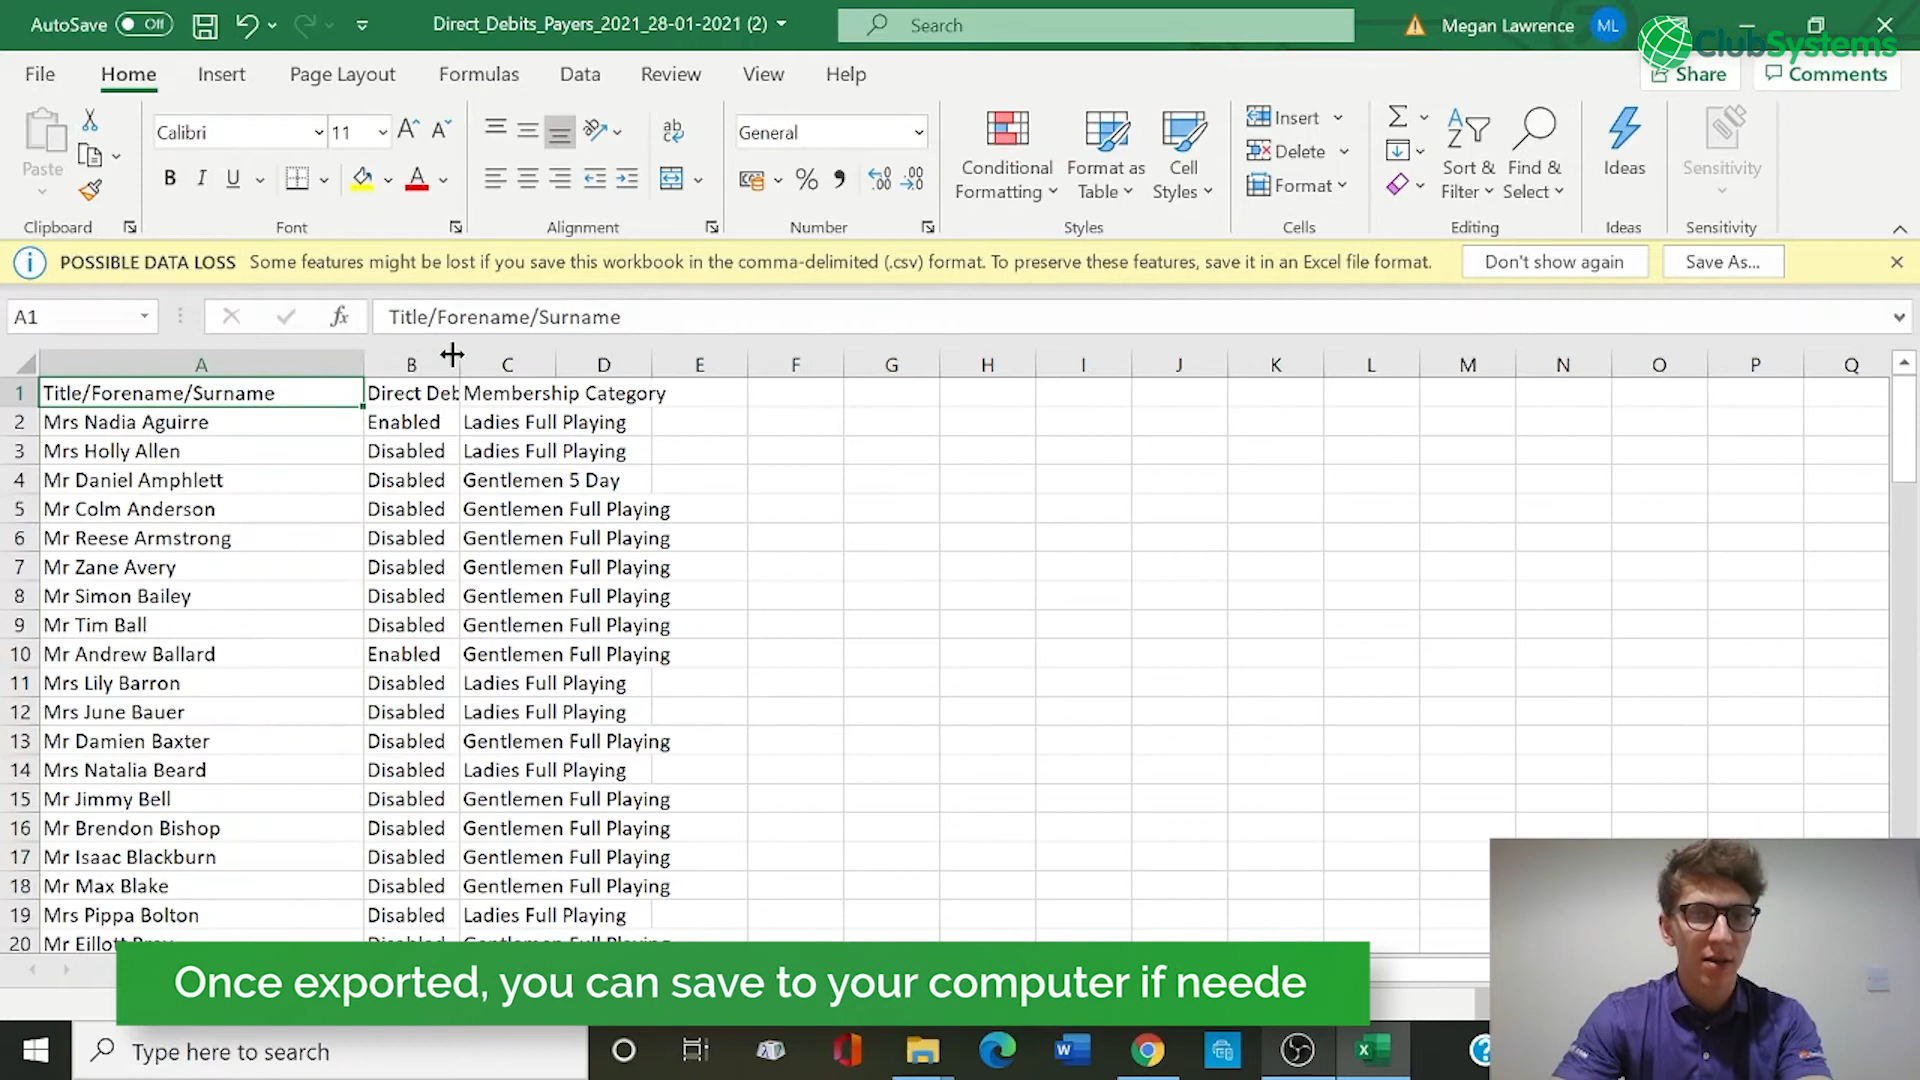 AutoSave Off Direct_Debits_Payers_2021_28-01-2021 (2) Search Megan Lawrence ML
ClubSystems
File Home Insert Page Layout Formulas Data Review View Help Share Comments
Calibri 11 General
Insert
Delete
Format
Paste
Conditional Formatting
Format as Table
Cell Styles
Sort & Filter
Find & Select
Ideas
Sensitivity
Clipboard Font Alignment Number Styles Cells Editing Ideas Sensitivity
POSSIBLE DATA LOSS Some features might be lost if you save this workbook in the comma-delimited (.csv) format. To preserve these features, save it in an Excel file format. Don't show again Save As...
A1 fx Title/Forename/Surname
A B C D E F G H I J K L M N O P Q
1 Title/Forename/Surname Direct Deb Membership Category
2 Mrs Nadia Aguirre Enabled Ladies Full Playing
3 Mrs Holly Allen Disabled Ladies Full Playing
4 Mr Daniel Amphlett Disabled Gentlemen 5 Day
5 Mr Colm Anderson Disabled Gentlemen Full Playing
6 Mr Reese Armstrong Disabled Gentlemen Full Playing
7 Mr Zane Avery Disabled Gentlemen Full Playing
8 Mr Simon Bailey Disabled Gentlemen Full Playing
9 Mr Tim Ball Disabled Gentlemen Full Playing
10 Mr Andrew Ballard Enabled Gentlemen Full Playing
11 Mrs Lily Barron Disabled Ladies Full Playing
12 Mrs June Bauer Disabled Ladies Full Playing
13 Mr Damien Baxter Disabled Gentlemen Full Playing
14 Mrs Natalia Beard Disabled Ladies Full Playing
15 Mr Jimmy Bell Disabled Gentlemen Full Playing
16 Mr Brendon Bishop Disabled Gentlemen Full Playing
17 Mr Isaac Blackburn Disabled Gentlemen Full Playing
18 Mr Max Blake Disabled Gentlemen Full Playing
19 Mrs Pippa Bolton Disabled Ladies Full Playing
20 Mr Eillott
Once exported, you can save to your computer if neede
Type here to search